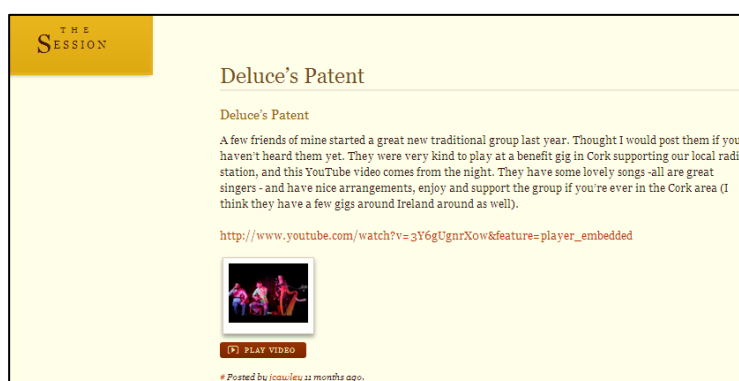 THE
SESSION
Deluce's Patent
Deluce's Patent
A few friends of mine started a great new traditional group last year. Thought I would post them if you
haven't heard them yet. They were very kind to play at a benefit gig in Cork supporting our local radi
station, and this YouTube video comes from the night. They have some lovely songs -all are great
singers - and have nice arrangements, enjoy and support the group if you're ever in the Cork area (I
think they have a few gigs around Ireland around as well).
http://www.youtube.com/watch?v=3Y6gUgnrX0w&feature=player_embedded
PLAY VIDEO
# Posted by jcawley 11 months ago.